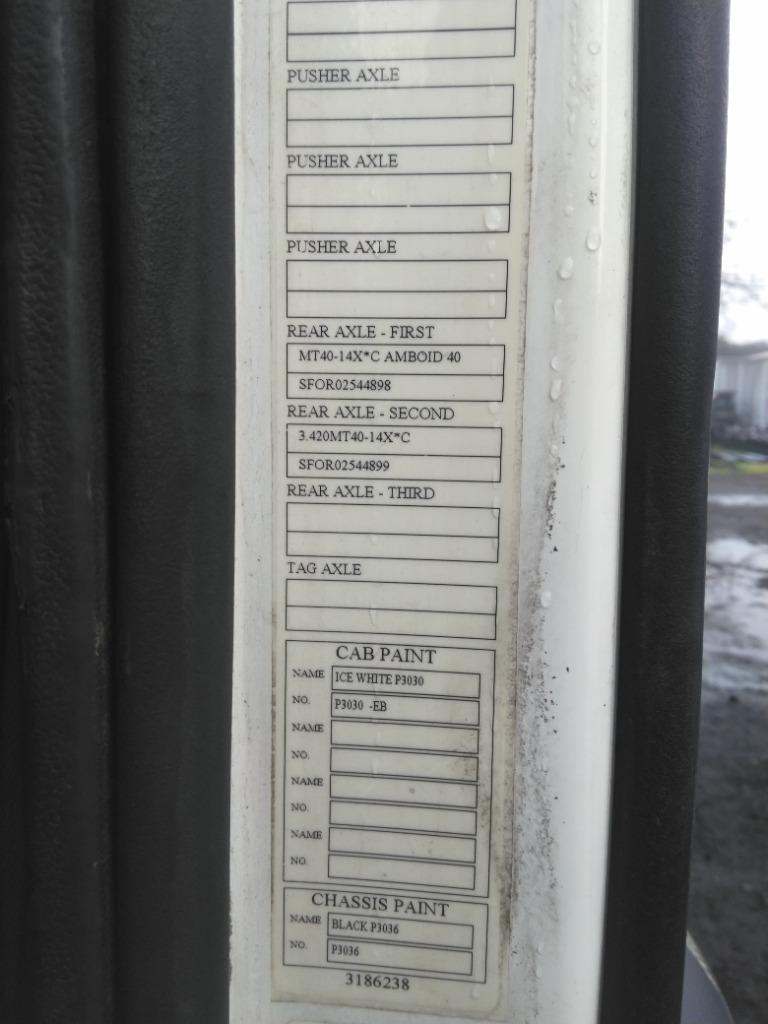 PUSHER AXLE
PUSHER AXLE
PUSHER AXLE
REAR AXLE - FIRST
MT40-14X*C AMBOID 40
SFOR02544898
REAR AXLE - SECOND
3.420MT40-14X*C
SFOR02544899
REAR AXLE - THIRD
TAG AXLE
CAB PAINT
NAME ICE WHITE P3030
NO. P3030 -EB
NAME
NO.
NAME
NO.
NAME
NO.
CHASSIS PAINT
NAME BLACK P3036
NO. P3036
3186238